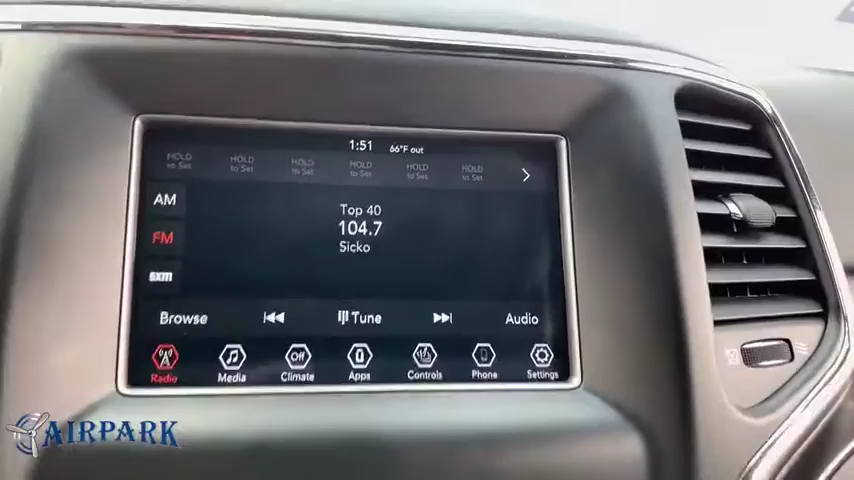 1:51 66°F out
HOLD to Set HOLD to Set HOLD to Set HOLD to Set HOLD to Set HOLD to Set
AM
FM
sxm
Top 40
104.7
Sicko
Browse Tune Audio
Radio Media Off Climate Apps Controls Phone Settings
AIRPARK